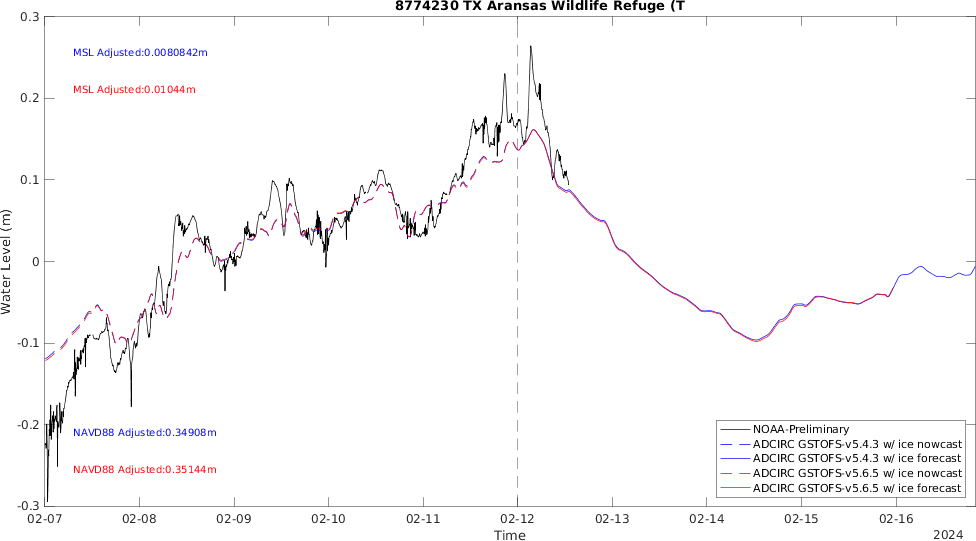 8774230 TX Aransas Wildlife Refuge (T
0.3
0.2
0.1
0
-0.1
-0.2
-0.3
Water Level (m)
MSL Adjusted:0.0080842m
MSL Adjusted:0.01044m
NAVD88 Adjusted:0.34908m
NAVD88 Adjusted:0.35144m
NOAA-Preliminary
ADCIRC GSTOFS-v5.4.3 w/ ice nowcast
ADCIRC GSTOFS-v5.4.3 w/ ice forecast
ADCIRC GSTOFS-v5.6.5 w/ ice nowcast
ADCIRC GSTOFS-v5.6.5 w/ ice forecast
02-07 02-08 02-09 02-10 02-11 02-12 02-13 02-14 02-15 02-16
Time
2024